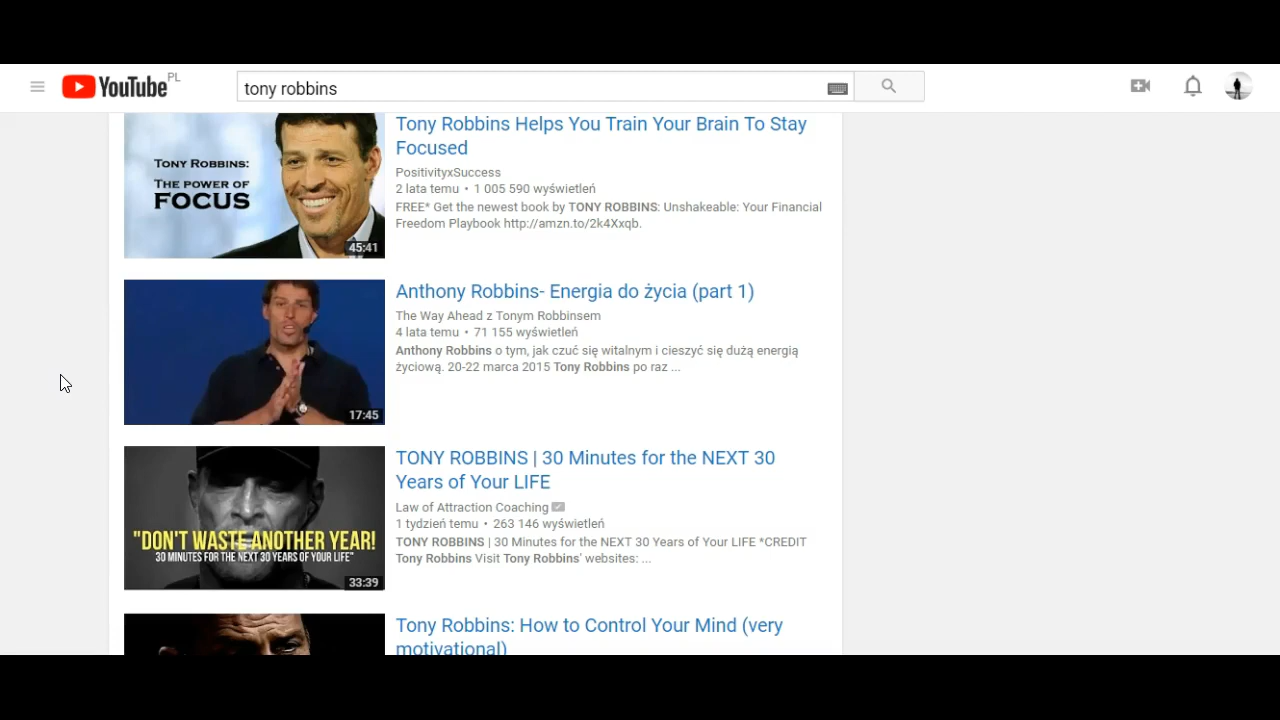 YouTube PL
tony robbins
TONY ROBBINS:
THE POWER OF
FOCUS
45:41
Tony Robbins Helps You Train Your Brain To Stay
Focused
PositivityxSuccess
2 lata temu • 1 005 590 wyświetleń
FREE* Get the newest book by TONY ROBBINS: Unshakeable: Your Financial
Freedom Playbook http://amzn.to/2k4Xxqb.
17:45
Anthony Robbins- Energia do życia (part 1)
The Way Ahead z Tonym Robbinsem
4 lata temu • 71 155 wyświetleń
Anthony Robbins o tym, jak czuć się witalnym i cieszyć się dużą energią
życiową. 20-22 marca 2015 Tony Robbins po raz ...
"DON'T WASTE ANOTHER YEAR!
30 MINUTES FOR THE NEXT 30 YEARS OF YOUR LIFE"
33:39
TONY ROBBINS | 30 Minutes for the NEXT 30
Years of Your LIFE
Law of Attraction Coaching
1 tydzień temu • 263 146 wyświetleń
TONY ROBBINS | 30 Minutes for the NEXT 30 Years of Your LIFE *CREDIT
Tony Robbins Visit Tony Robbins' websites: ...
Tony Robbins: How to Control Your Mind (very
motivational)